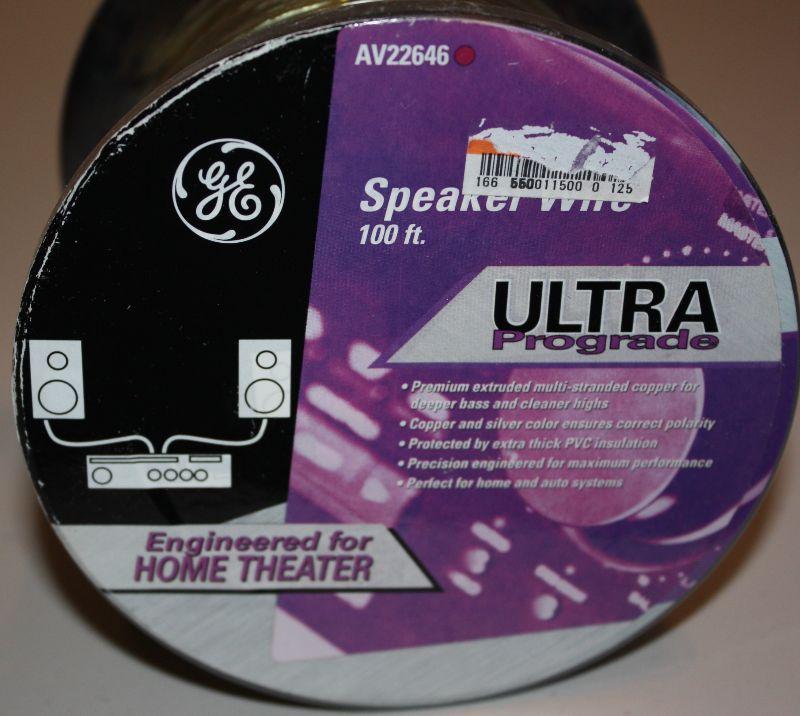 AV22646
GE
166 550011500 0 125
Speaker Wire
100 ft.
ULTRA
Prograde
• Premium extruded multi-stranded copper for
deeper bass and cleaner highs
• Copper and silver color ensures correct polarity
• Protected by extra thick PVC insulation
• Precision engineered for maximum performance
• Perfect for home and auto systems
Engineered for
HOME THEATER